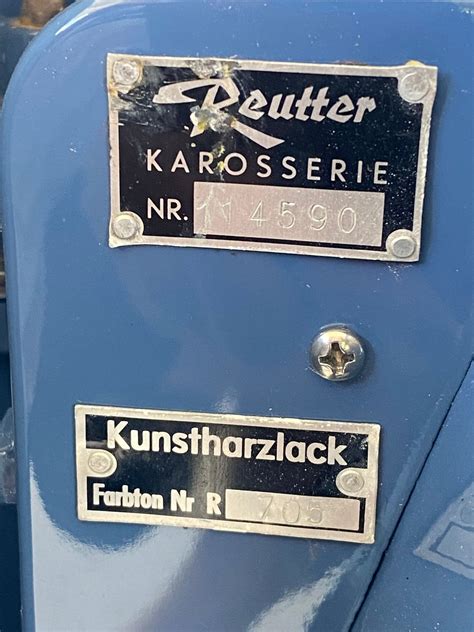 Reutter
KAROSSERIE
NR. 114590
Kunstharzlack
Farbton Nr R 705